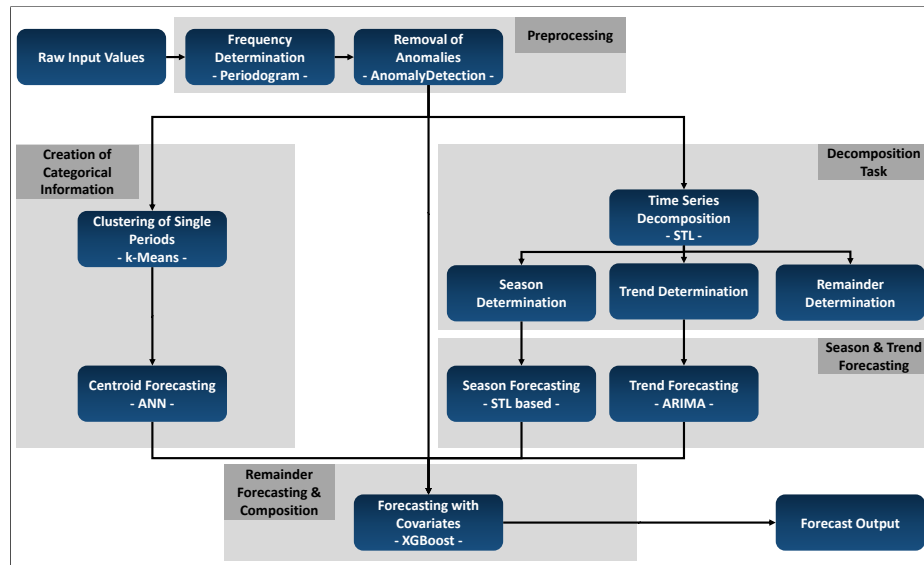 Raw Input Values
Frequency
Determination
- Periodogram -
Removal of
Anomalies
- AnomalyDetection -
Preprocessing
Creation of
Categorical
Information
Decomposition
Task
Clustering of Single
Periods
- k-Means -
Time Series
Decomposition
- STL -
Season
Determination
Trend Determination
Remainder
Determination
Season & Trend
Forecasting
Centroid Forecasting
- ANN -
Season Forecasting
- STL based -
Trend Forecasting
- ARIMA -
Remainder
Forecasting &
Composition
Forecasting with
Covariates
- XGBoost -
Forecast Output